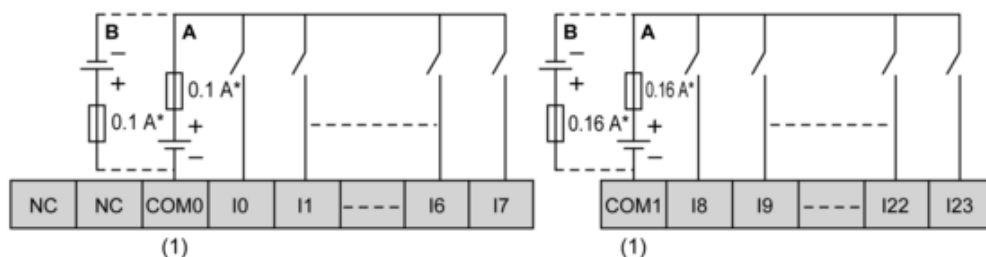 B A B A
− −
+ 0.1 A* + 0.16 A*
0.1 A* + 0.16 A* +
− −
NC NC COM0 I0 I1 ---- I6 I7 COM1 I8 I9 ---- I22 I23
(1) (1)